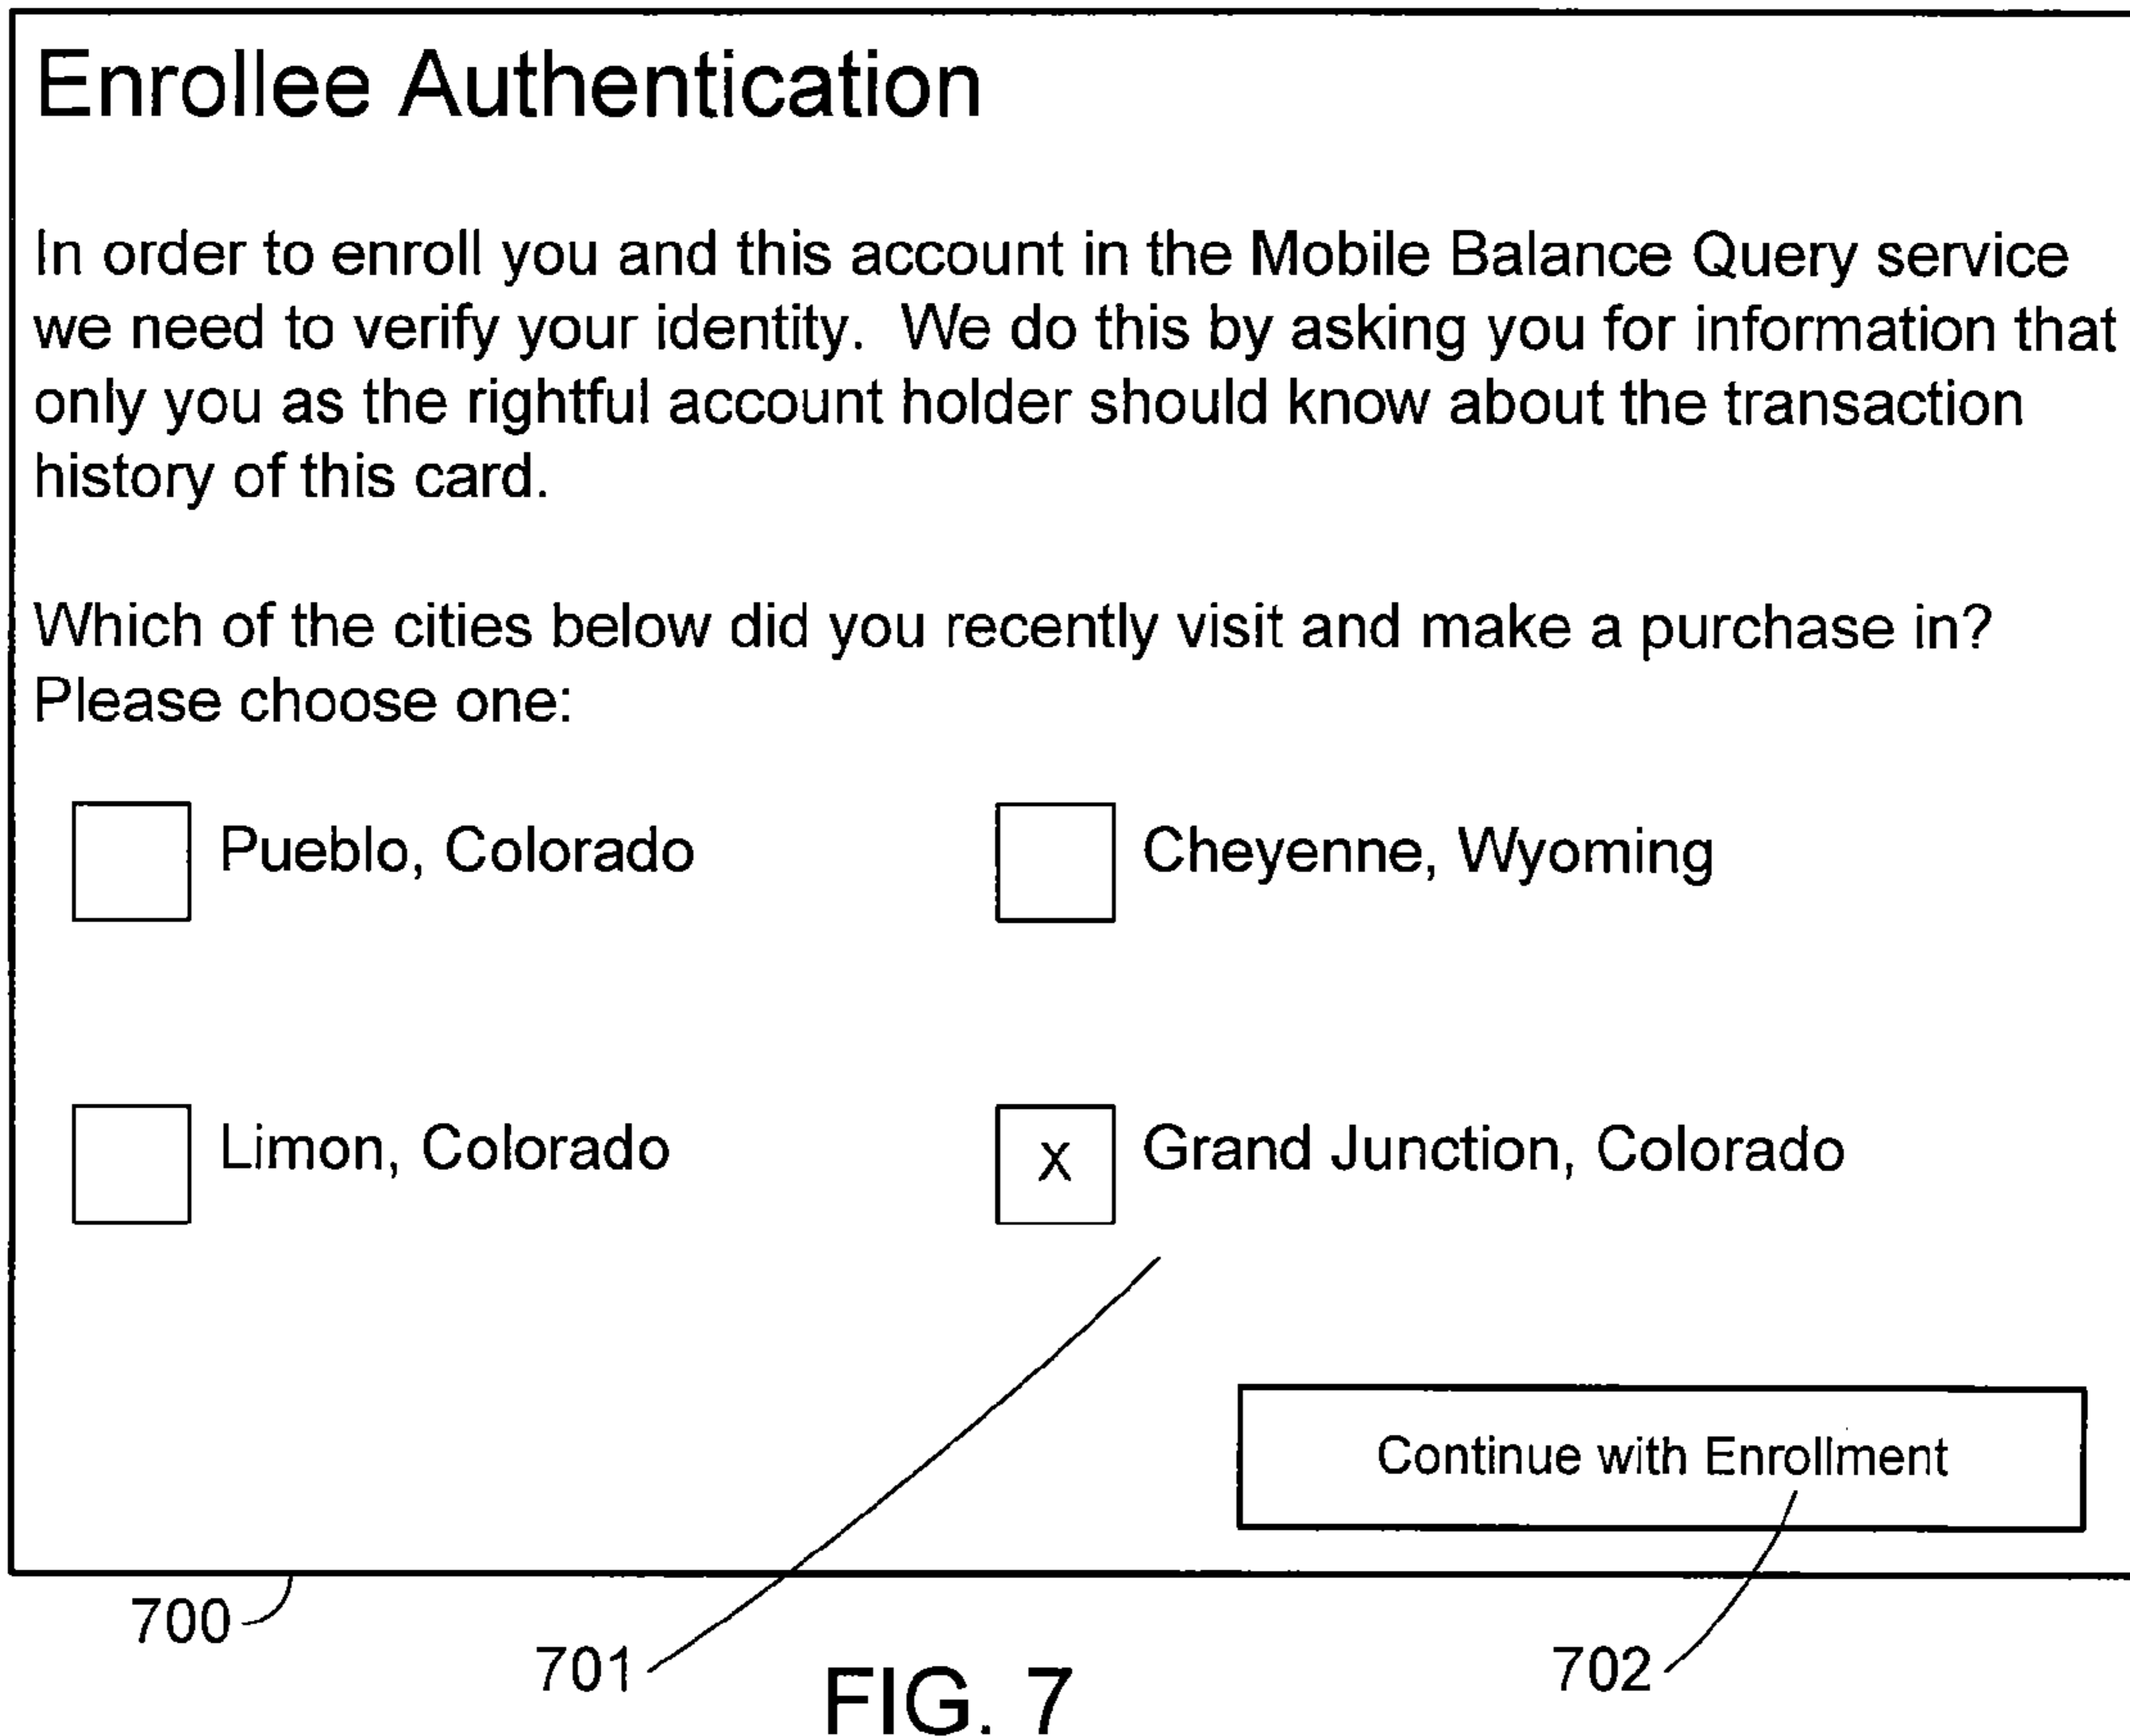 Enrollee Authentication
In order to enroll you and this account in the Mobile Balance Query service
we need to verify your identity.  We do this by asking you for information that
only you as the rightful account holder should know about the transaction
history of this card.
Which of the cities below did you recently visit and make a purchase in?
Please choose one:
Pueblo, Colorado
Cheyenne, Wyoming
Limon, Colorado
X Grand Junction, Colorado
Continue with Enrollment
700
701
702
FIG. 7